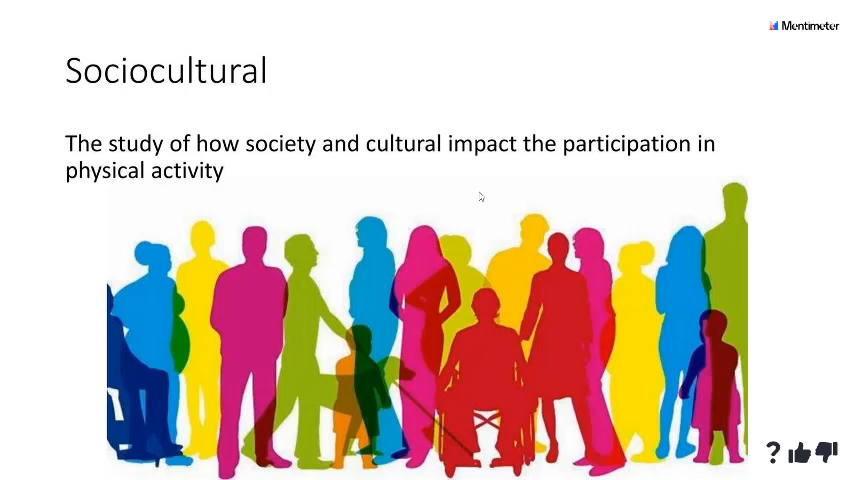 Mentimeter
Sociocultural
The study of how society and cultural impact the participation in
physical activity
?